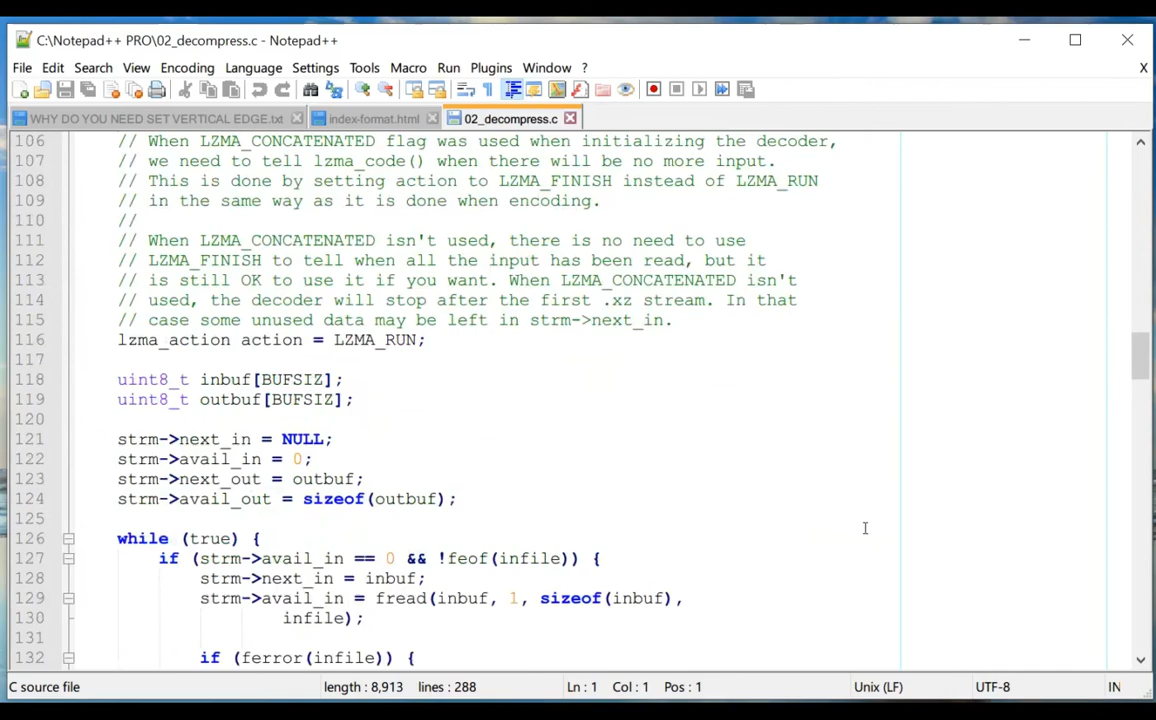 C:\Notepad++ PRO\02_decompress.c - Notepad++
File Edit Search View Encoding Language Settings Tools Macro Run Plugins Window ? X
WHY DO YOU NEED SET VERTICAL EDGE.txt index-format.html 02_decompress.c
106 // When LZMA_CONCATENATED flag was used when initializing the decoder,
107 // we need to tell lzma_code() when there will be no more input.
108 // This is done by setting action to LZMA_FINISH instead of LZMA_RUN
109 // in the same way as it is done when encoding.
110 //
111 // When LZMA_CONCATENATED isn't used, there is no need to use
112 // LZMA_FINISH to tell when all the input has been read, but it
113 // is still OK to use it if you want. When LZMA_CONCATENATED isn't
114 // used, the decoder will stop after the first .xz stream. In that
115 // case some unused data may be left in strm->next_in.
116 lzma_action action = LZMA_RUN;
117
118 uint8_t inbuf[BUFSIZ];
119 uint8_t outbuf[BUFSIZ];
120
121 strm->next_in = NULL;
122 strm->avail_in = 0;
123 strm->next_out = outbuf;
124 strm->avail_out = sizeof(outbuf);
125
126 while (true) {
127 if (strm->avail_in == 0 && !feof(infile)) {
128 strm->next_in = inbuf;
129 strm->avail_in = fread(inbuf, 1, sizeof(inbuf),
130 infile);
131
132 if (ferror(infile)) {
C source file length : 8,913 lines : 288 Ln : 1 Col : 1 Pos : 1 Unix (LF) UTF-8 IN